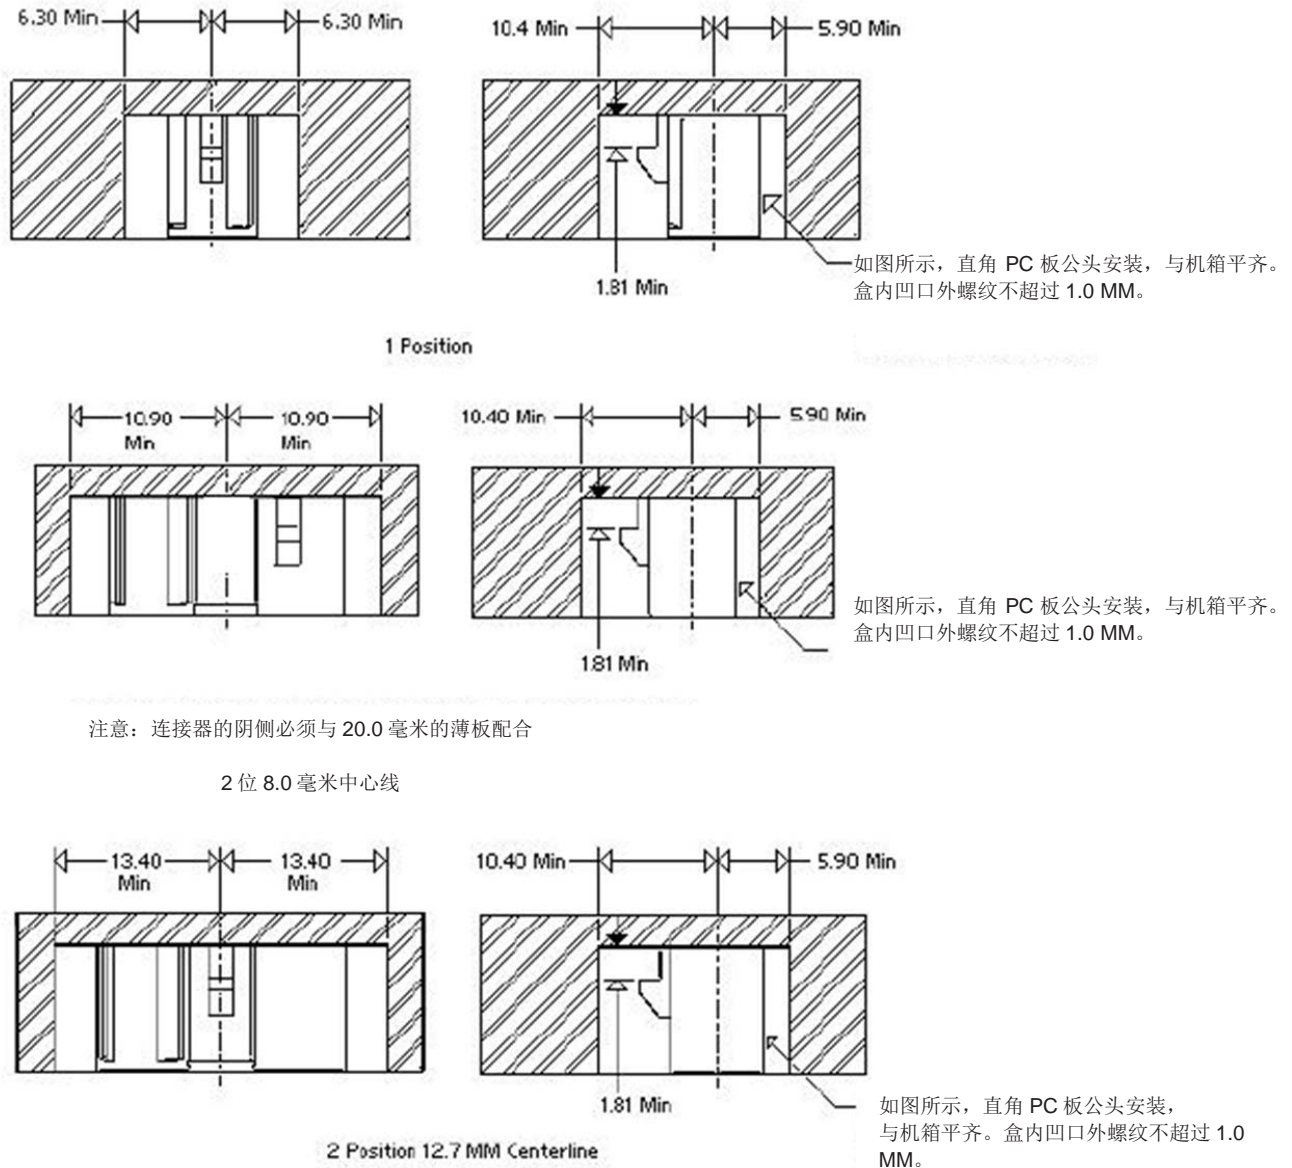 6.30 Min
6.30 Min
10.4 Min
5.90 Min
1.81 Min
如图所示，直角 PC 板公头安装，与机箱平齐。
盒内凹口外螺纹不超过 1.0 MM。
1 Position
10.90
Min
10.90
Min
10.40 Min
5.90 Min
1.81 Min
如图所示，直角 PC 板公头安装，与机箱平齐。
盒内凹口外螺纹不超过 1.0 MM。
注意：连接器的阴侧必须与 20.0 毫米的薄板配合
2 位 8.0 毫米中心线
13.40
Min
13.40
Min
10.40 Min
5.90 Min
1.81 Min
如图所示，直角 PC 板公头安装，
与机箱平齐。盒内凹口外螺纹不超过 1.0
MM。
2 Position 12.7 MM Centerline